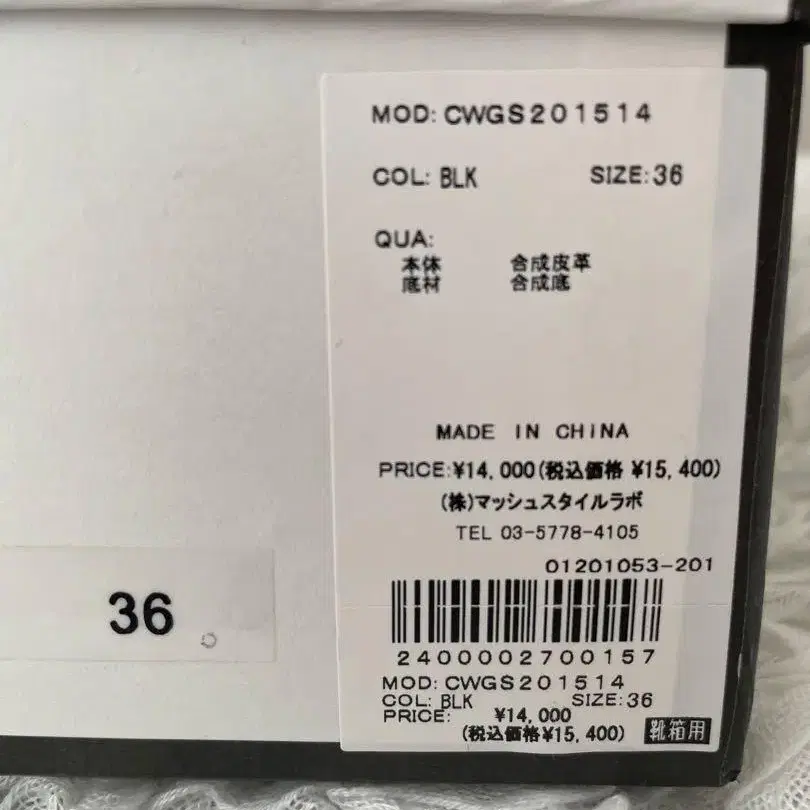 MOD: CWGS201514
COL: BLK SIZE: 36
QUA:
本体 合成皮革
底材 合成底
MADE IN CHINA
PRICE:¥14,000(税込価格 ¥15,400)
(株)マッシュスタイルラボ
TEL 03-5778-4105
01201053-201
2400002700157
MOD: CWGS201514
COL: BLK SIZE: 36
PRICE: ¥14,000
(税込価格¥15,400)
靴箱用
36